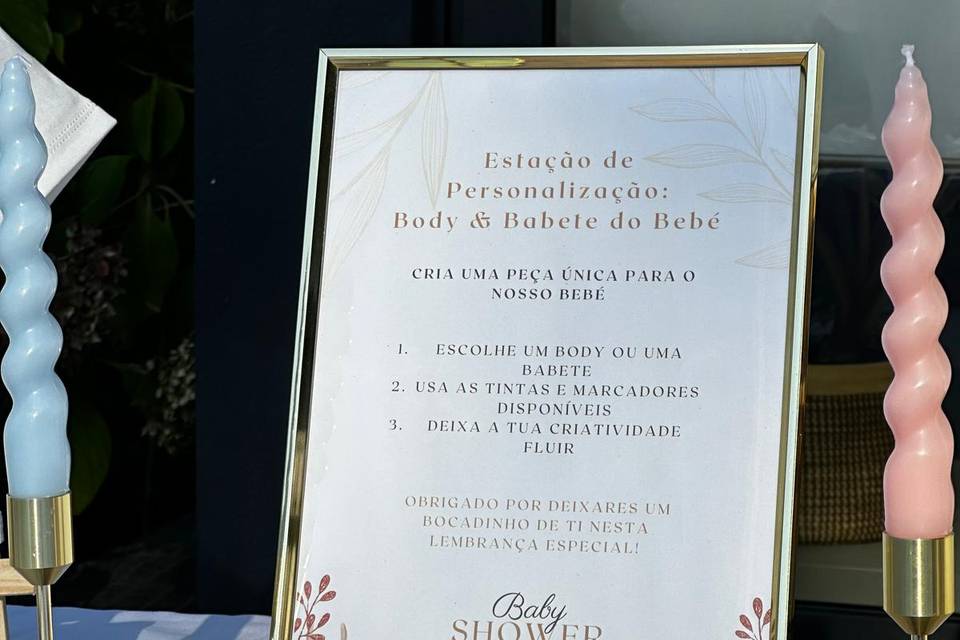 Estação de
Personalização:
Body & Babete do Bebé
CRIA UMA PEÇA ÚNICA PARA O
NOSSO BEBÉ
1. ESCOLHE UM BODY OU UMA
BABETE
2. USA AS TINTAS E MARCADORES
DISPONÍVEIS
3. DEIXA A TUA CRIATIVIDADE
FLUIR
OBRIGADO POR DEIXARES UM
BOCADINHO DE TI NESTA
LEMBRANÇA ESPECIAL!
Baby
SHOWER